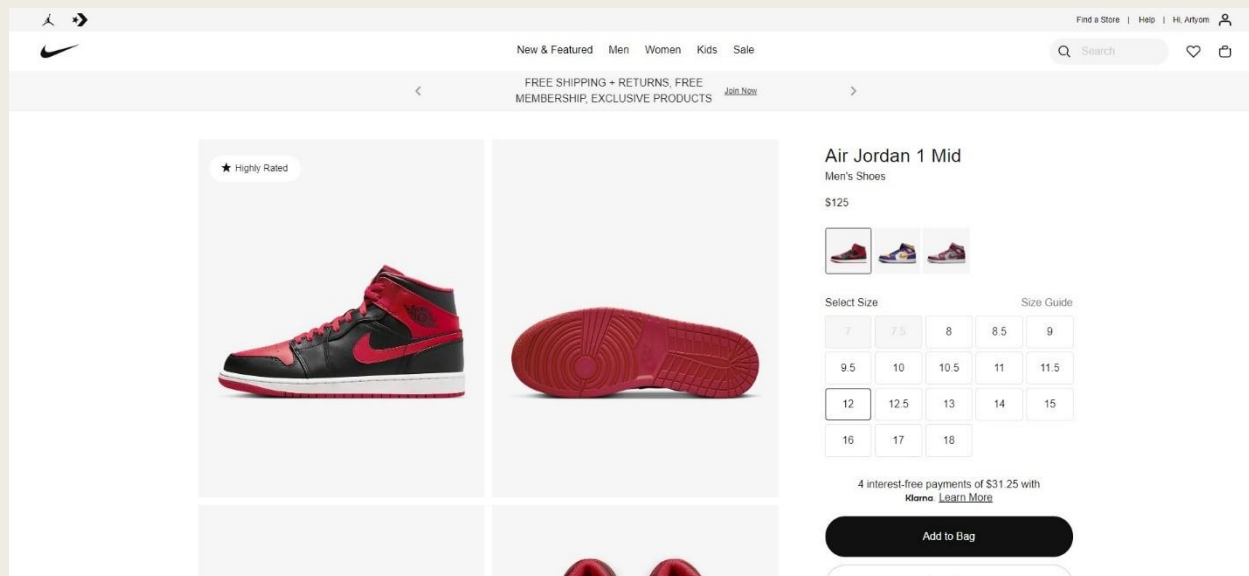 Find a Store | Help | Hi, Artyom
New & Featured Men Women Kids Sale
Search
FREE SHIPPING + RETURNS, FREE
MEMBERSHIP, EXCLUSIVE PRODUCTS
Join Now
★ Highly Rated
Air Jordan 1 Mid
Men's Shoes
$125
Select Size Size Guide
7 7.5 8 8.5 9
9.5 10 10.5 11 11.5
12 12.5 13 14 15
16 17 18
4 interest-free payments of $31.25 with
Klarna. Learn More
Add to Bag